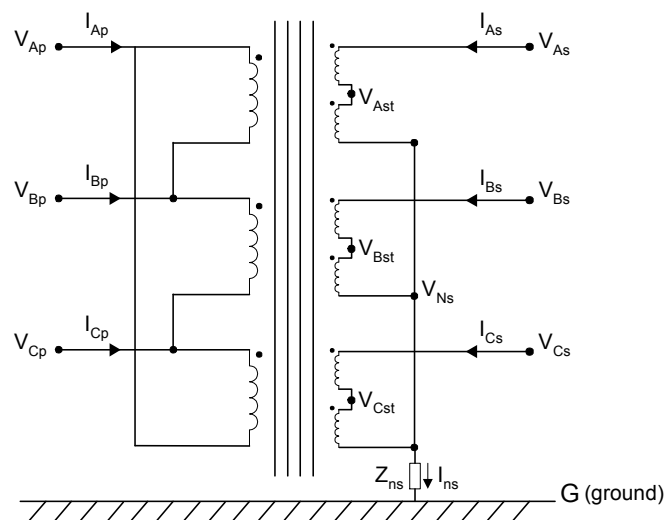 I_Ap
V_Ap
I_As
V_As
V_Ast
I_Bp
V_Bp
I_Bs
V_Bs
V_Bst
V_Ns
I_Cp
V_Cp
I_Cs
V_Cs
V_Cst
Z_ns
I_ns
G (ground)